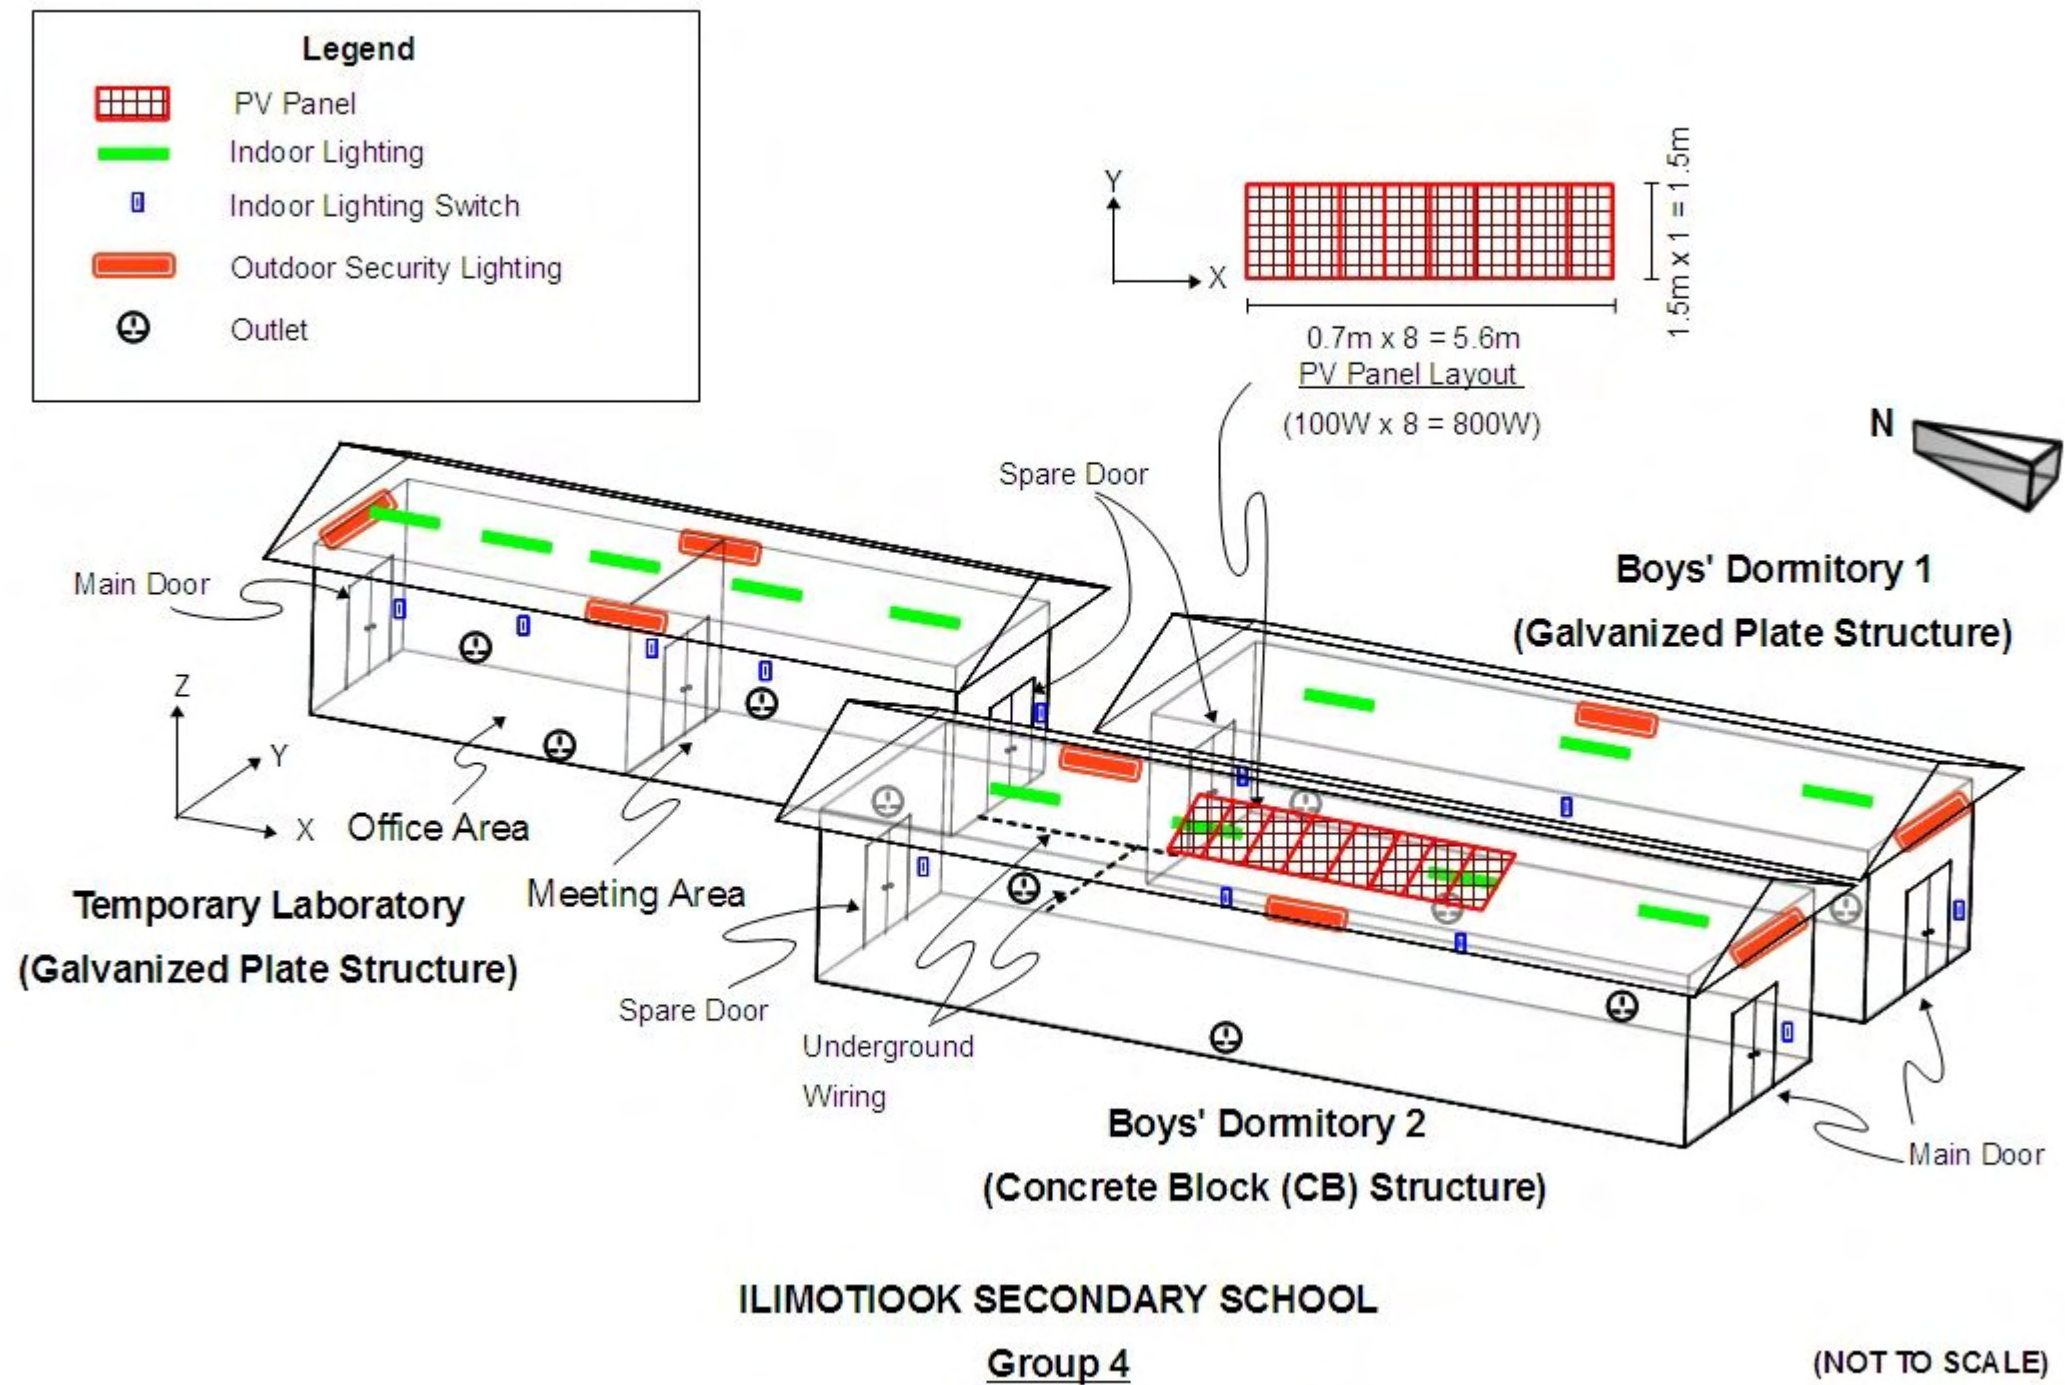 Legend
PV Panel
Indoor Lighting
Indoor Lighting Switch
Outdoor Security Lighting
Outlet
Y
X
1.5m x 1 = 1.5m
0.7m x 8 = 5.6m
PV Panel Layout
(100W x 8 = 800W)
N
Spare Door
Main Door
Boys' Dormitory 1
(Galvanized Plate Structure)
Z
Y
X
Office Area
Meeting Area
Temporary Laboratory
(Galvanized Plate Structure)
Spare Door
Underground
Wiring
Boys' Dormitory 2
(Concrete Block (CB) Structure)
Main Door
ILIMOTIOOK SECONDARY SCHOOL
Group 4
(NOT TO SCALE)